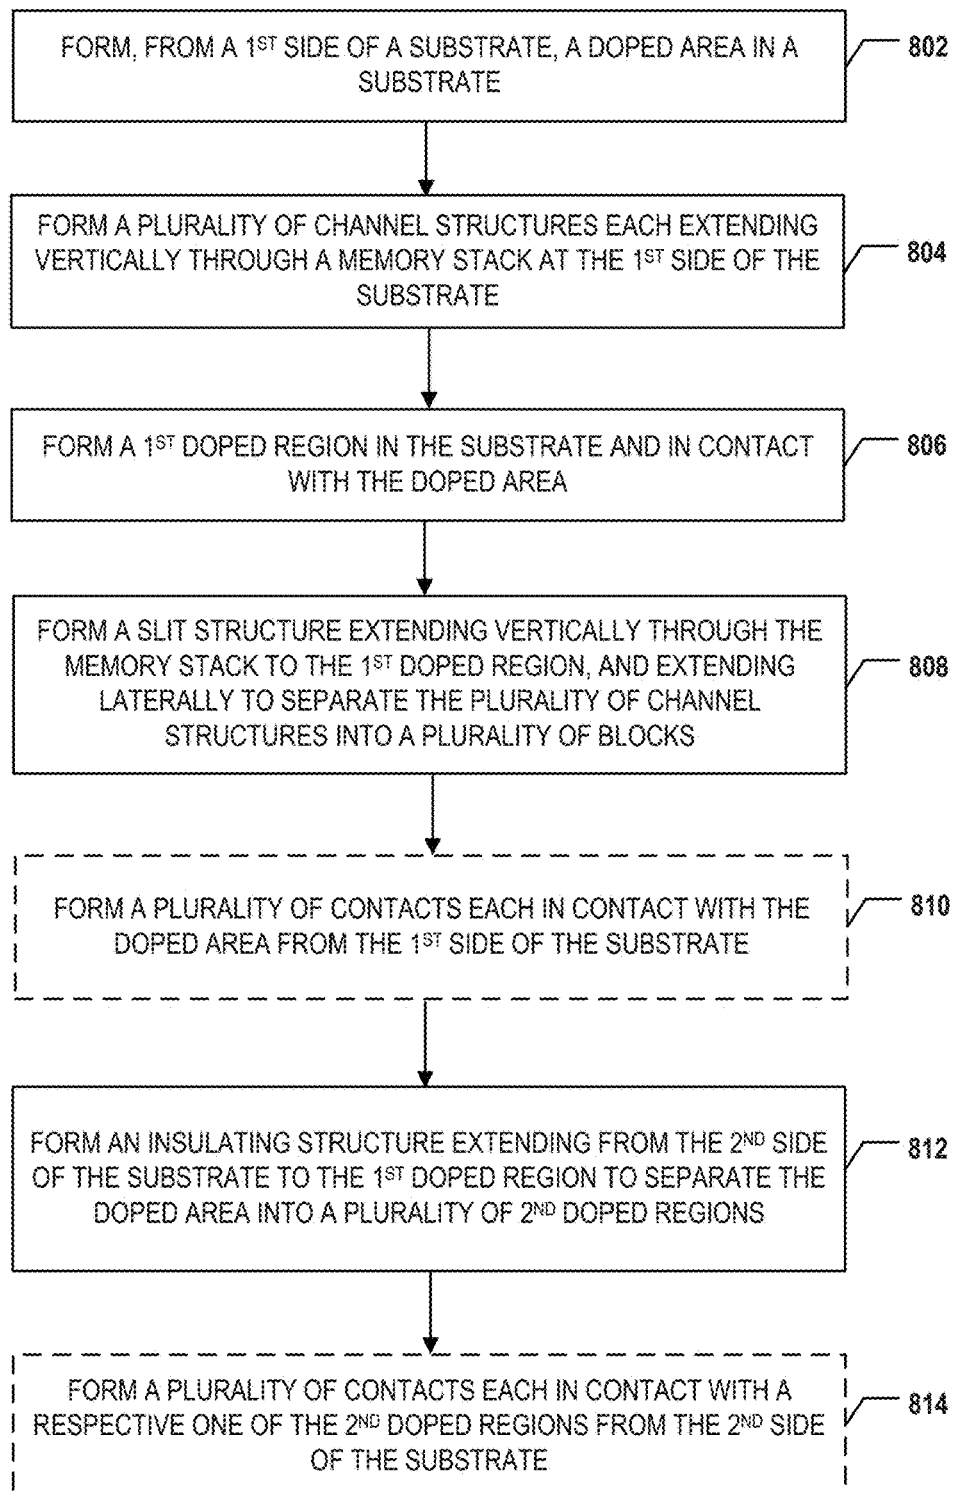 FORM, FROM A 1ST SIDE OF A SUBSTRATE, A DOPED AREA IN A
SUBSTRATE
802
FORM A PLURALITY OF CHANNEL STRUCTURES EACH EXTENDING
VERTICALLY THROUGH A MEMORY STACK AT THE 1ST SIDE OF THE
SUBSTRATE
804
FORM A 1ST DOPED REGION IN THE SUBSTRATE AND IN CONTACT
WITH THE DOPED AREA
806
FORM A SLIT STRUCTURE EXTENDING VERTICALLY THROUGH THE
MEMORY STACK TO THE 1ST DOPED REGION, AND EXTENDING
LATERALLY TO SEPARATE THE PLURALITY OF CHANNEL
STRUCTURES INTO A PLURALITY OF BLOCKS
808
FORM A PLURALITY OF CONTACTS EACH IN CONTACT WITH THE
DOPED AREA FROM THE 1ST SIDE OF THE SUBSTRATE
810
FORM AN INSULATING STRUCTURE EXTENDING FROM THE 2ND SIDE
OF THE SUBSTRATE TO THE 1ST DOPED REGION TO SEPARATE THE
DOPED AREA INTO A PLURALITY OF 2ND DOPED REGIONS
812
FORM A PLURALITY OF CONTACTS EACH IN CONTACT WITH A
RESPECTIVE ONE OF THE 2ND DOPED REGIONS FROM THE 2ND SIDE
OF THE SUBSTRATE
814